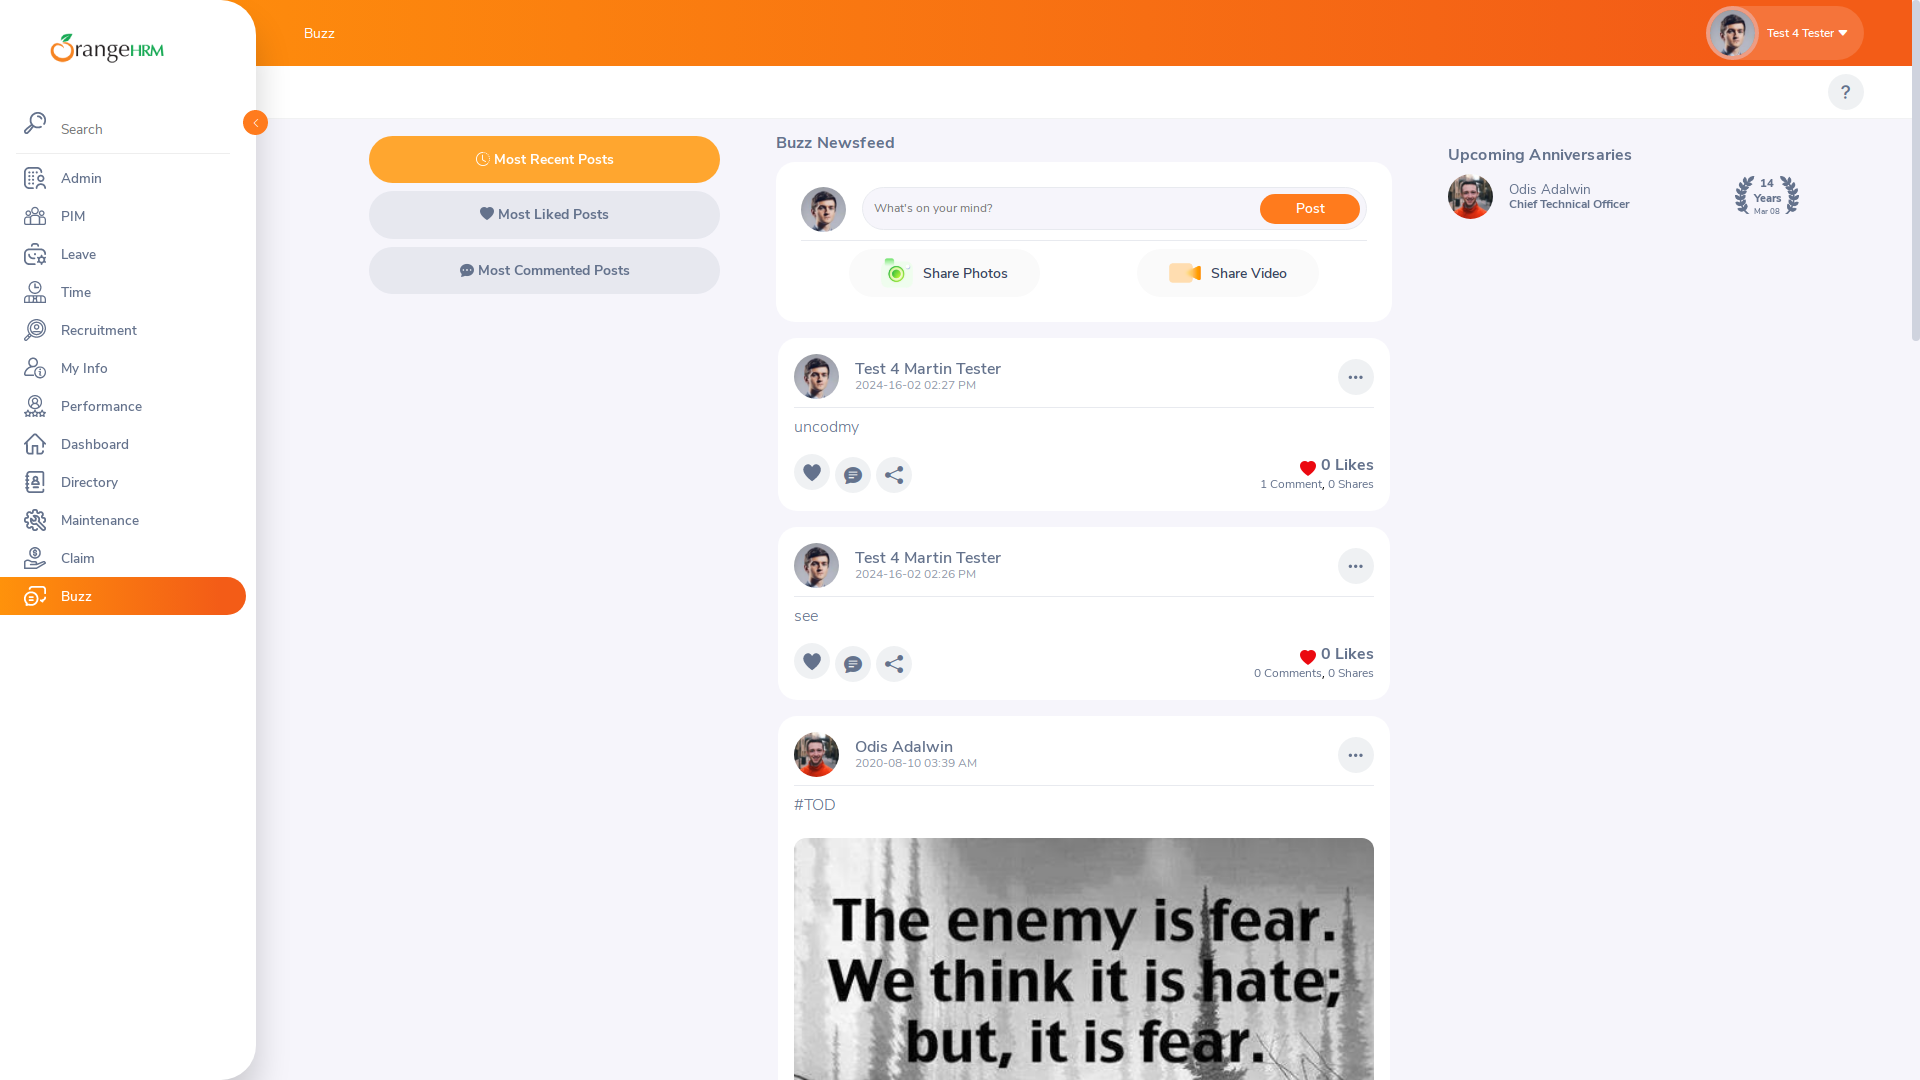 OrangeHRM
Search
Admin
PIM
Leave
Time
Recruitment
My Info
Performance
Dashboard
Directory
Maintenance
Claim
Buzz
Buzz
Test 4 Tester
?
Most Recent Posts
Most Liked Posts
Most Commented Posts
Buzz Newsfeed
What's on your mind?
Post
Share Photos
Share Video
Test 4 Martin Tester
2024-16-02 02:27 PM
uncodmy
0 Likes
1 Comment, 0 Shares
Test 4 Martin Tester
2024-16-02 02:26 PM
see
0 Likes
0 Comments, 0 Shares
Odis Adalwin
2020-08-10 03:39 AM
#TOD
The enemy is fear.
We think it is hate;
but, it is fear.
Upcoming Anniversaries
Odis Adalwin
Chief Technical Officer
14
Years
Mar 08